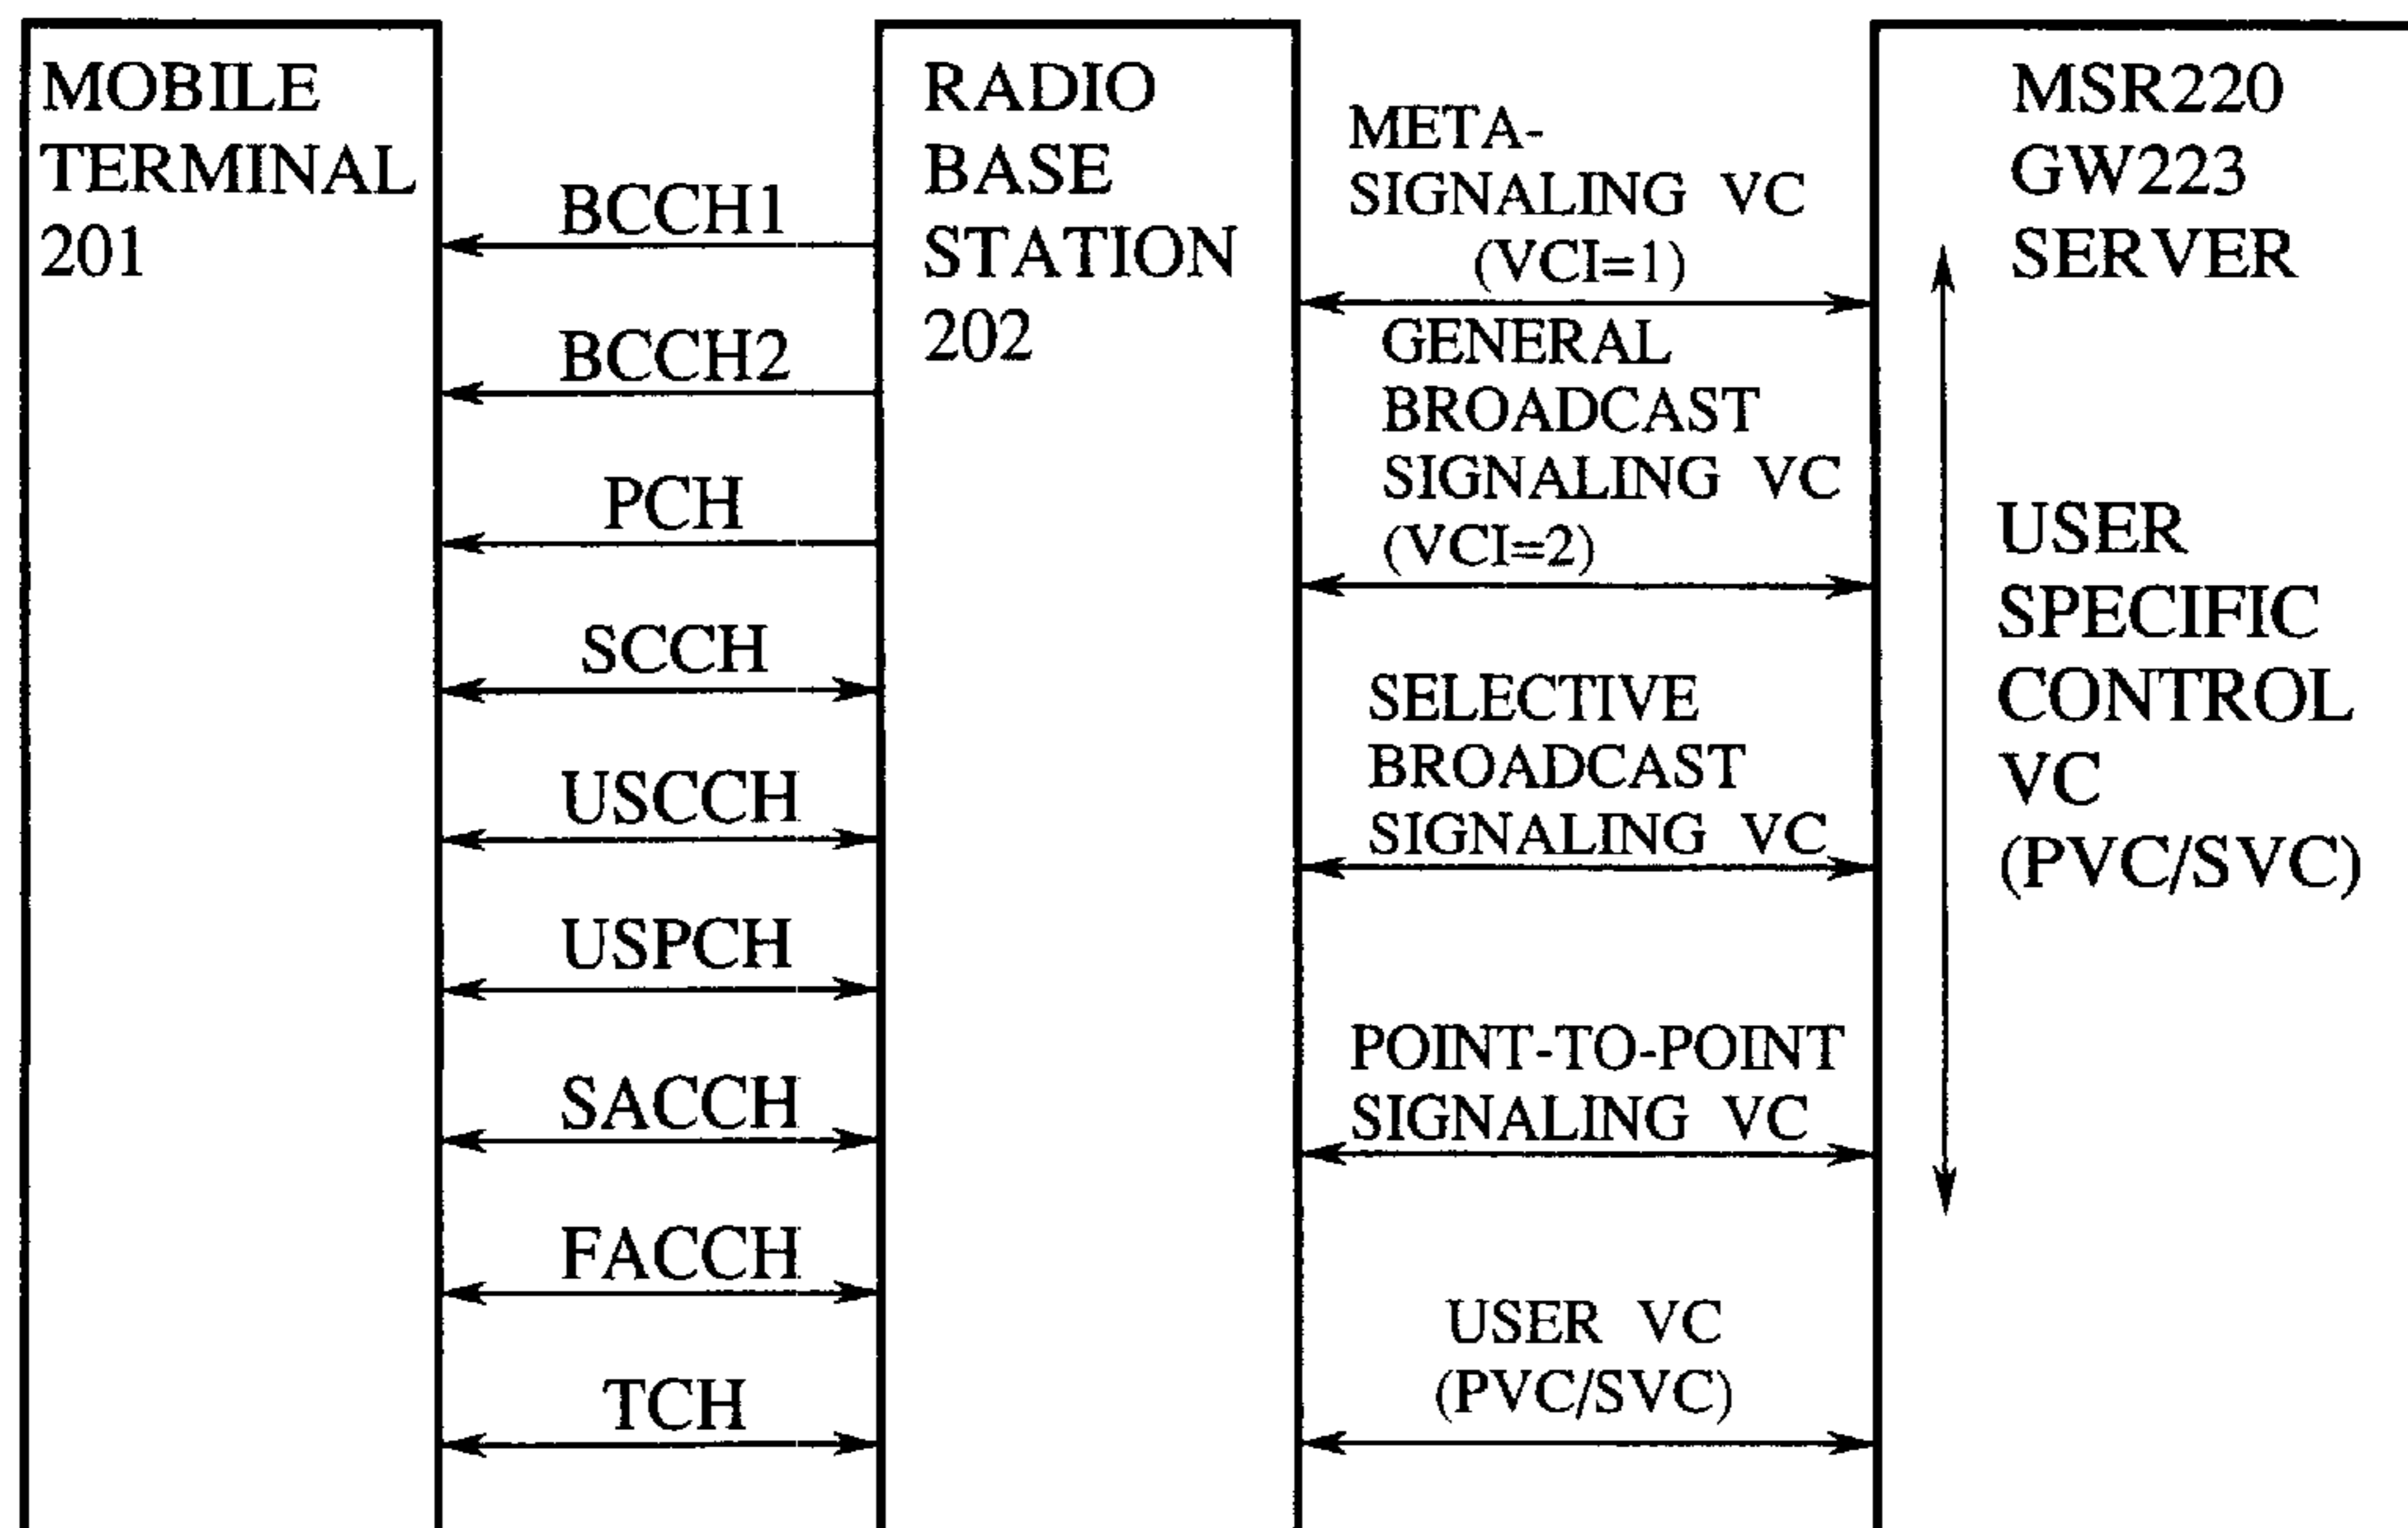 MOBILE
TERMINAL
201
BCCH1
BCCH2
PCH
SCCH
USCCH
USPCH
SACCH
FACCH
TCH
RADIO
BASE
STATION
202
META-
SIGNALING VC
(VCI=1)
GENERAL
BROADCAST
SIGNALING VC
(VCI=2)
SELECTIVE
BROADCAST
SIGNALING VC
POINT-TO-POINT
SIGNALING VC
USER VC
(PVC/SVC)
MSR220
GW223
SERVER
USER
SPECIFIC
CONTROL
VC
(PVC/SVC)